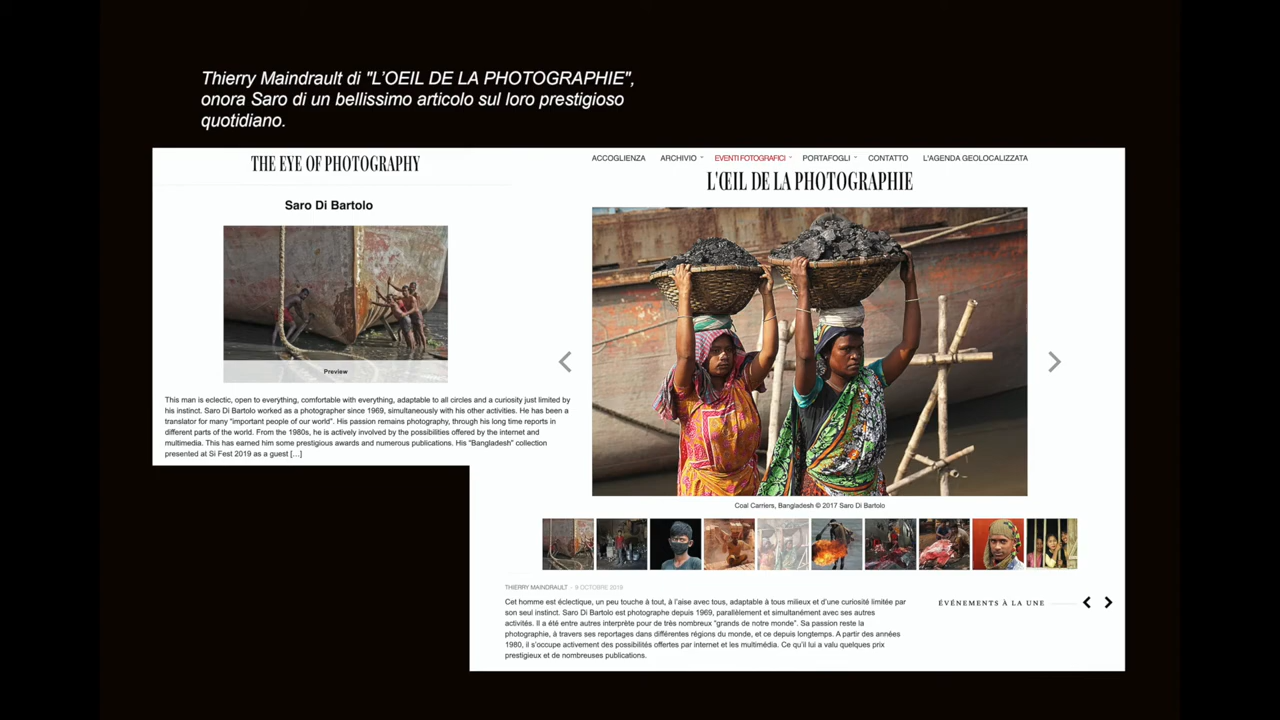 Thierry Maindrault di "L'OEIL DE LA PHOTOGRAPHIE",
onora Saro di un bellissimo articolo sul loro prestigioso
quotidiano.
THE EYE OF PHOTOGRAPHY
Saro Di Bartolo
Preview
This man is eclectic, open to everything, comfortable with everything, adaptable to all circles and a curiosity just limited by
his instinct. Saro Di Bartolo worked as a photographer since 1969, simultaneously with his other activities. He has been a
translator for many "important people of our world". His passion remains photography, through his long time reports in
different parts of the world. From the 1980s, he is actively involved by the possibilities offered by the internet and
multimedia. This has earned him some prestigious awards and numerous publications. His "Bangladesh" collection
presented at Si Fest 2019 as a guest […]
ACCOGLIENZA ARCHIVIO EVENTI FOTOGRAFICI PORTAFOGLI CONTATTO L'AGENDA GEOLOCALIZZATA
L'ŒIL DE LA PHOTOGRAPHIE
Coal Carriers, Bangladesh © 2017 Saro Di Bartolo
THIERRY MAINDRAULT - 9 OCTOBRE 2019
Cet homme est éclectique, un peu touche à tout, à l'aise avec tous, adaptable à tous milieux et d'une curiosité limitée par
son seul instinct. Saro Di Bartolo est photographe depuis 1969, parallèlement et simultanément avec ses autres
activités. Il a été entre autres interprète pour de très nombreux "grands de notre monde". Sa passion reste la
photographie, à travers ses reportages dans différentes régions du monde, et ce depuis longtemps. A partir des années
1980, il s'occupe activement des possibilités offertes par internet et les multimédia. Ce qu'il lui a valu quelques prix
prestigieux et de nombreuses publications.
ÉVÉNEMENTS À LA UNE